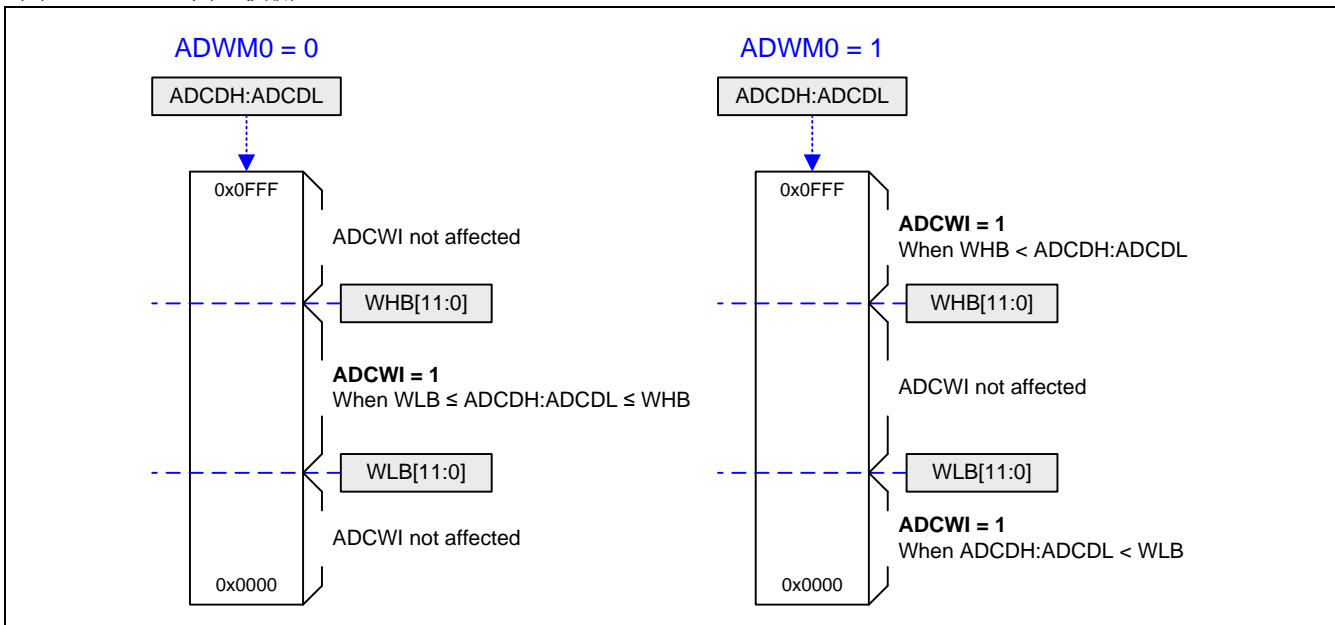 ADWM0 = 0
ADCDH:ADCDL
0x0FFF
ADCWI not affected
WHB[11:0]
ADCWI = 1
When WLB ≤ ADCDH:ADCDL ≤ WHB
WLB[11:0]
ADCWI not affected
0x0000
ADWM0 = 1
ADCDH:ADCDL
0x0FFF
ADCWI = 1
When WHB < ADCDH:ADCDL
WHB[11:0]
ADCWI not affected
WLB[11:0]
ADCWI = 1
When ADCDH:ADCDL < WLB
0x0000